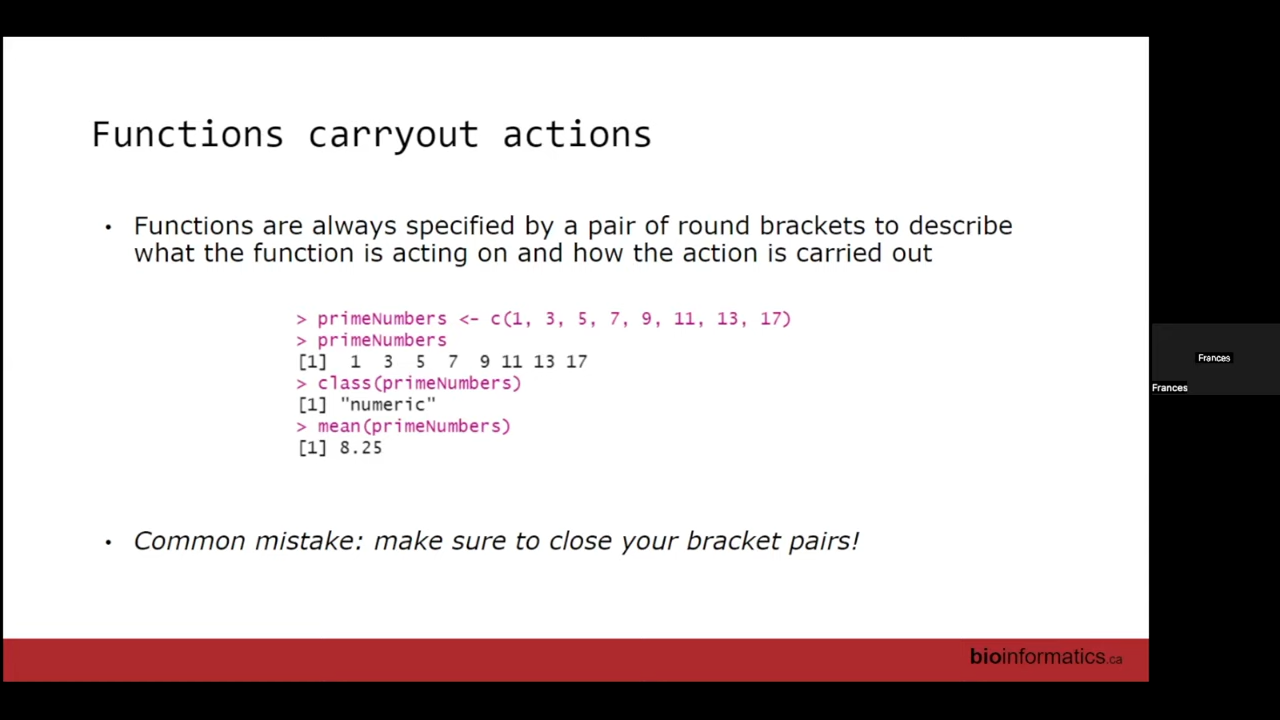 Functions carryout actions
• Functions are always specified by a pair of round brackets to describe
what the function is acting on and how the action is carried out
> primeNumbers <- c(1, 3, 5, 7, 9, 11, 13, 17)
> primeNumbers
[1]  1  3  5  7  9 11 13 17
> class(primeNumbers)
[1] "numeric"
> mean(primeNumbers)
[1] 8.25
• Common mistake: make sure to close your bracket pairs!
bioinformatics.ca
Frances
Frances